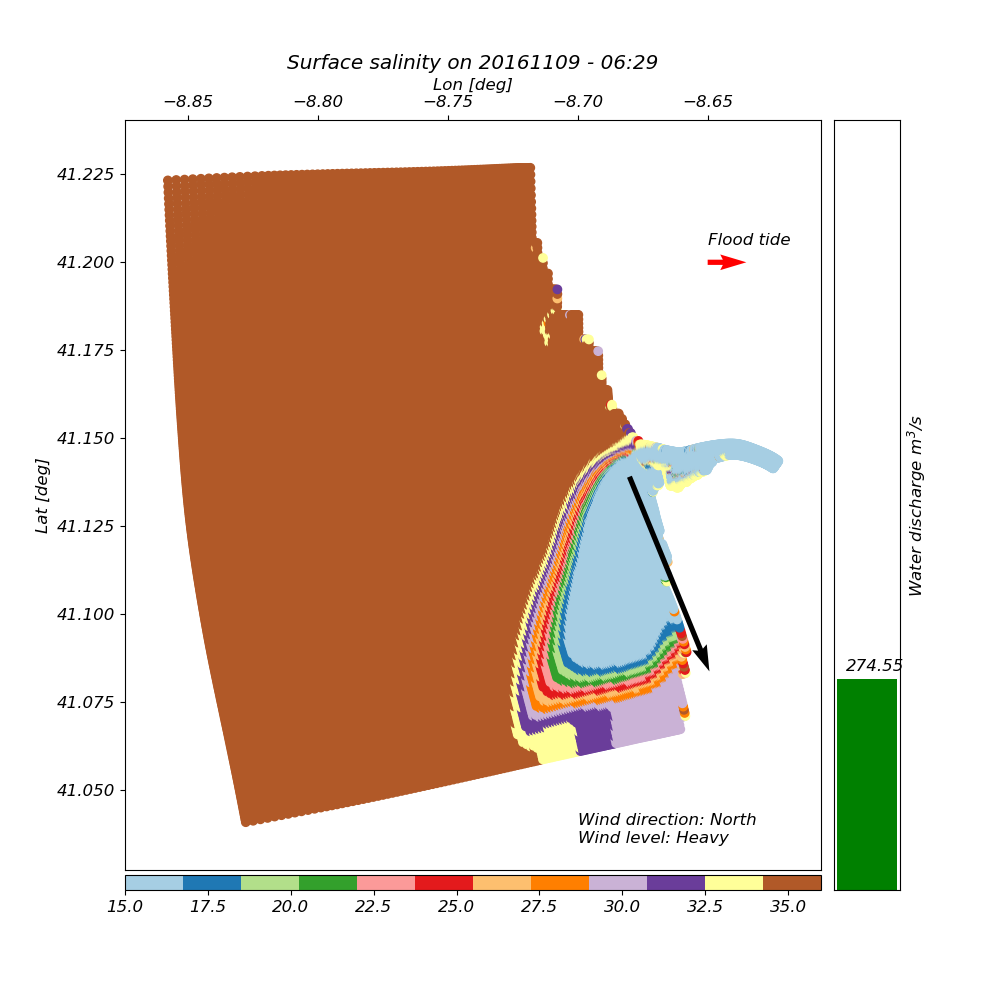 Surface salinity on 20161109 - 06:29
Lon [deg]
−8.85 −8.80 −8.75 −8.70 −8.65
41.225
41.200
41.175
41.150
41.125
41.100
41.075
41.050
Lat [deg]
Flood tide
Wind direction: North
Wind level: Heavy
15.0 17.5 20.0 22.5 25.0 27.5 30.0 32.5 35.0
274.55
Water discharge m³/s